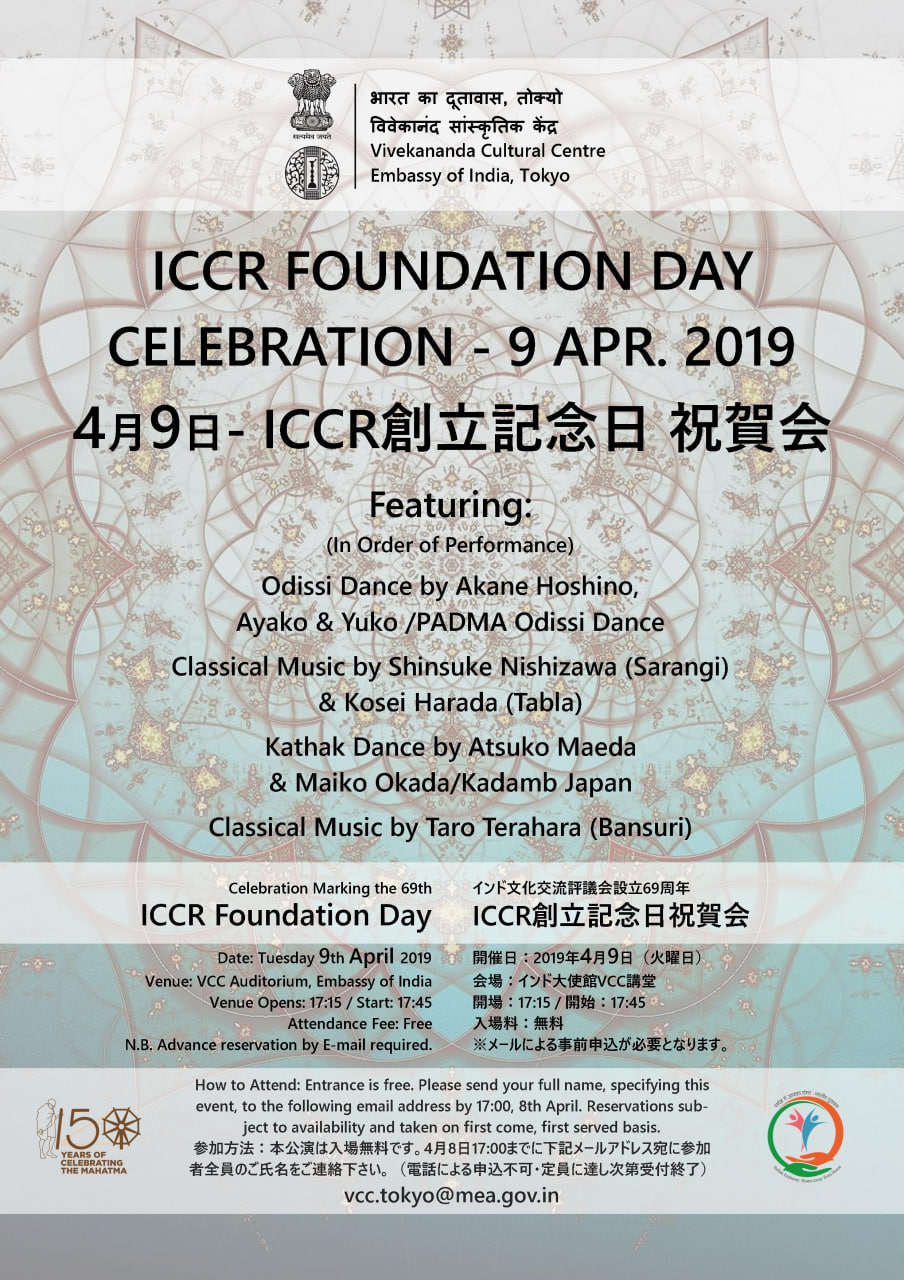 सत्यमेव जयते
भारत का दूतावास, तोक्यो
विवेकानंद सांस्कृतिक केंद्र
Vivekananda Cultural Centre
Embassy of India, Tokyo
ICCR FOUNDATION DAY
CELEBRATION - 9 APR. 2019
4月9日- ICCR創立記念日 祝賀会
Featuring:
(In Order of Performance)
Odissi Dance by Akane Hoshino,
Ayako & Yuko /PADMA Odissi Dance
Classical Music by Shinsuke Nishizawa (Sarangi)
& Kosei Harada (Tabla)
Kathak Dance by Atsuko Maeda
& Maiko Okada/Kadamb Japan
Classical Music by Taro Terahara (Bansuri)
Celebration Marking the 69th
ICCR Foundation Day
Date: Tuesday 9th April 2019
Venue: VCC Auditorium, Embassy of India
Venue Opens: 17:15 / Start: 17:45
Attendance Fee: Free
N.B. Advance reservation by E-mail required.
インド文化交流評議会設立69周年
ICCR創立記念日祝賀会
開催日：2019年4月9日（火曜日）
会場：インド大使館VCC講堂
開場：17:15 / 開始：17:45
入場料：無料
※メールによる事前申込が必要となります。
How to Attend: Entrance is free. Please send your full name, specifying this
event, to the following email address by 17:00, 8th April. Reservations sub-
ject to availability and taken on first come, first served basis.
参加方法：本公演は入場無料です。4月8日17:00までに下記メールアドレス宛に参加
者全員のご氏名をご連絡下さい。（電話による申込不可・定員に達し次第受付終了）
vcc.tokyo@mea.gov.in
150
YEARS OF
CELEBRATING
THE MAHATMA